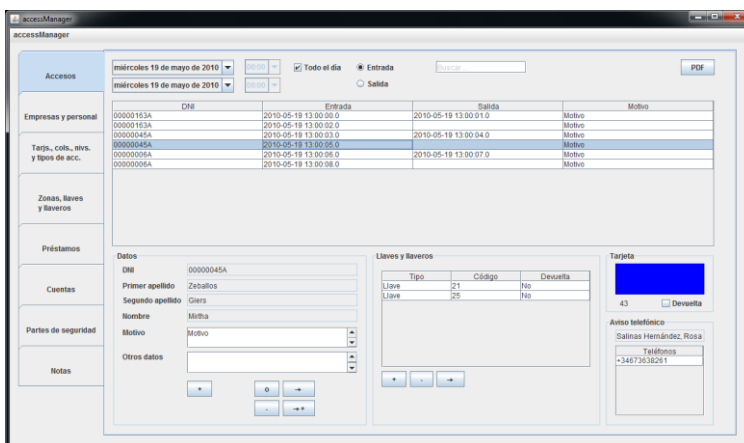 accessManager
accessManager
Accesos
Empresas y personal
Tarjs., cols., nivs.
y tipos de acc.
Zonas, llaves
y llaveros
Préstamos
Cuentas
Partes de seguridad
Notas
miércoles 19 de mayo de 2010 00:00 Todo el día Entrada Buscar... PDF
miércoles 19 de mayo de 2010 00:00 Salida
DNI Entrada Salida Motivo
00000163A 2010-05-19 13:00:00.0 2010-05-19 13:00:01.0 Motivo
00000163A 2010-05-19 13:00:02.0 Motivo
00000045A 2010-05-19 13:00:03.0 2010-05-19 13:00:04.0 Motivo
00000045A 2010-05-19 13:00:05.0 Motivo
00000006A 2010-05-19 13:00:06.0 2010-05-19 13:00:07.0 Motivo
00000006A 2010-05-19 13:00:08.0 Motivo
Datos
DNI 00000045A
Primer apellido Zeballos
Segundo apellido Giers
Nombre Mirtha
Motivo Motivo
Otros datos
+ o →
- →+
Llaves y llaveros
Tipo Código Devuelta
Llave 21 No
Llave 25 No
+ - →
Tarjeta
43 Devuelta
Aviso telefónico
Salinas Hernández, Rosa
Teléfonos
+34673638261